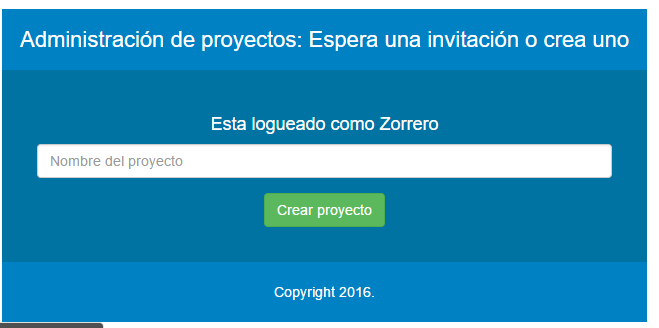 Administración de proyectos: Espera una invitación o crea uno
Esta logueado como Zorrero
Nombre del proyecto
Crear proyecto
Copyright 2016.